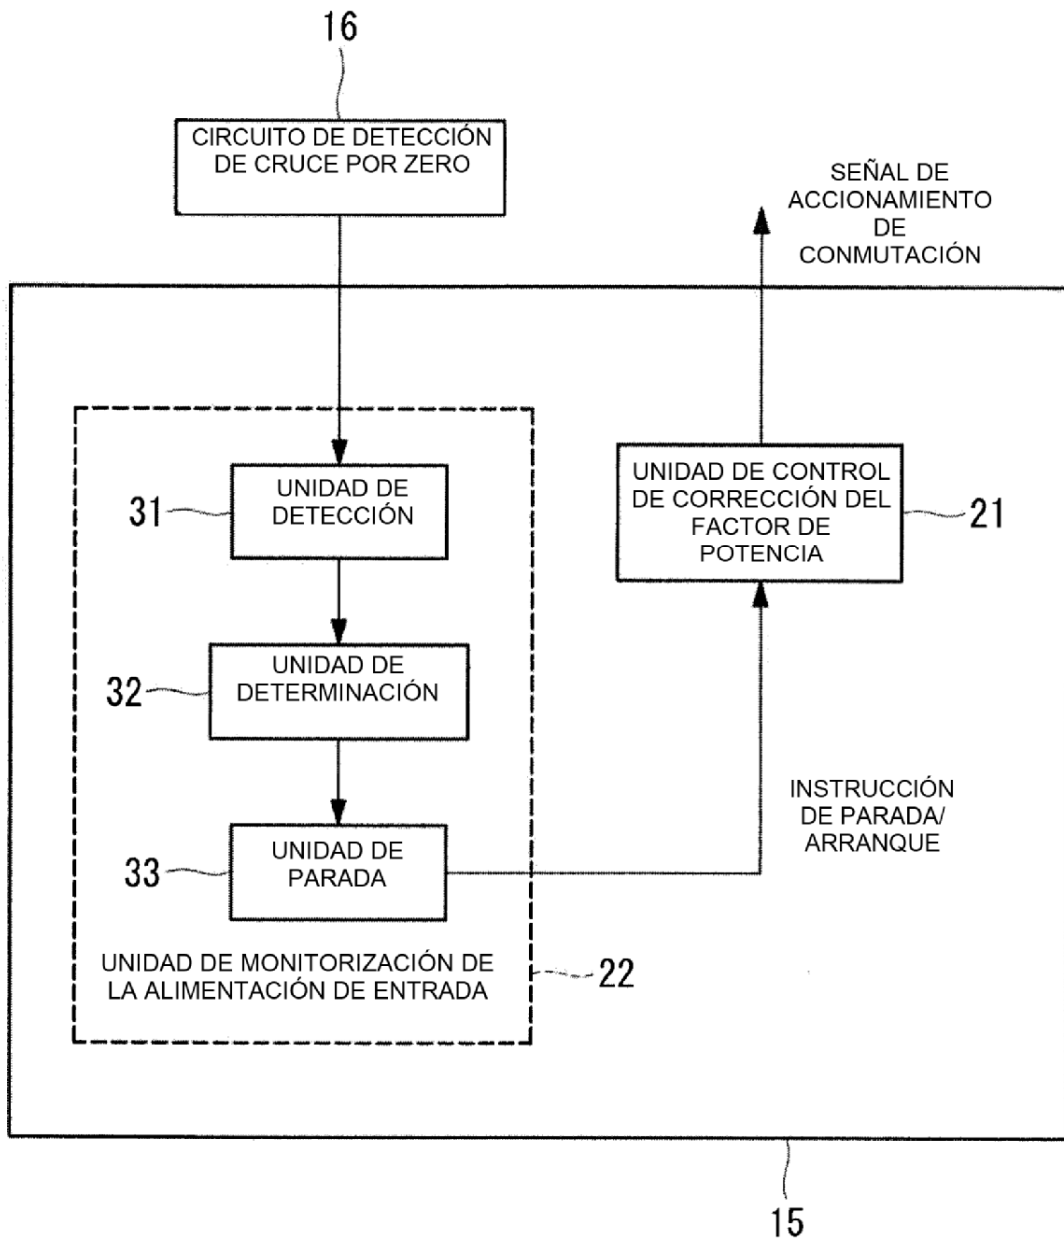 16
CIRCUITO DE DETECCIÓN
DE CRUCE POR ZERO
SEÑAL DE
ACCIONAMIENTO
DE
CONMUTACIÓN
31
UNIDAD DE
DETECCIÓN
UNIDAD DE CONTROL
DE CORRECCIÓN DEL
FACTOR DE
POTENCIA
21
32
UNIDAD DE
DETERMINACIÓN
33
UNIDAD DE
PARADA
INSTRUCCIÓN
DE PARADA/
ARRANQUE
UNIDAD DE MONITORIZACIÓN DE
LA ALIMENTACIÓN DE ENTRADA
22
15